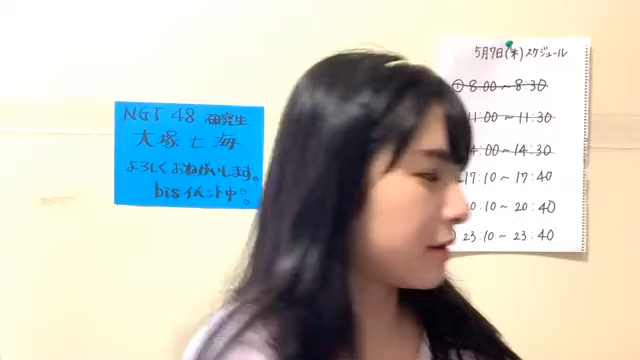 NGT 48 研究生
大塚七海
よろしくおねがいします。
bisイベント中
5月7日(木)スケジュール
① 8:00～8:30
11:00～11:30
14:00～14:30
17:10～17:40
20:10～20:40
23:10～23:40